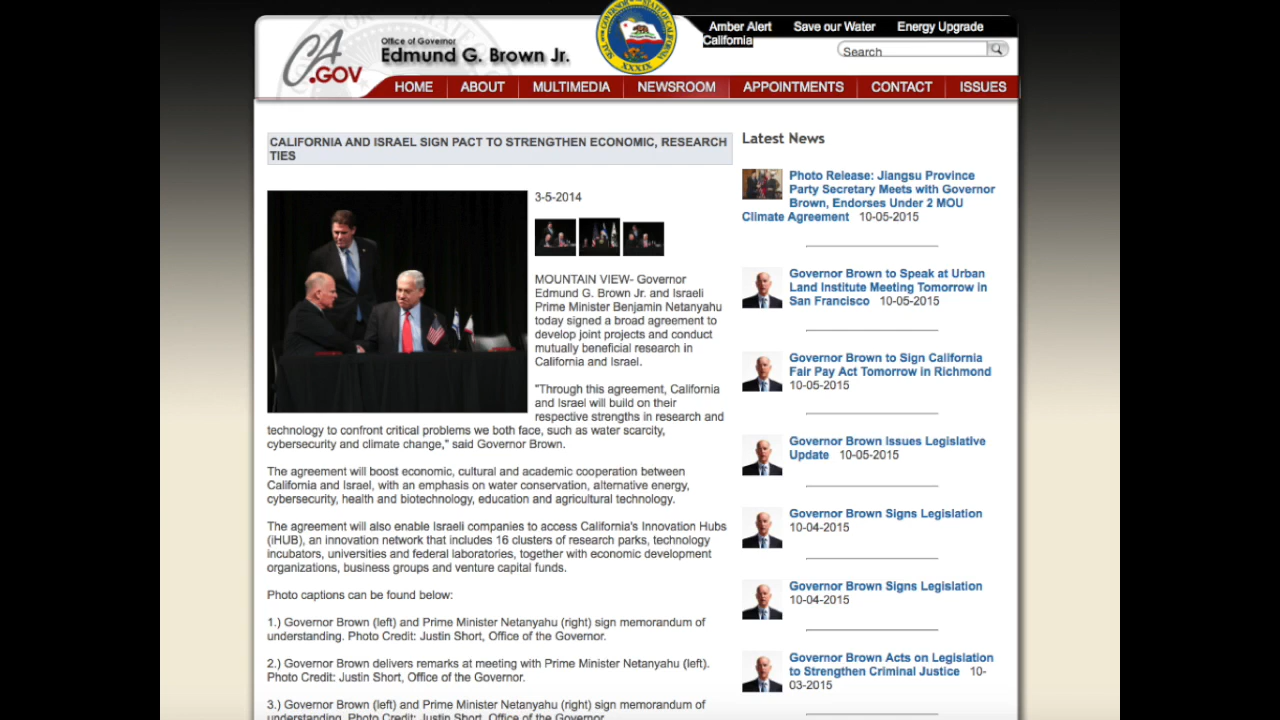 Amber Alert Save our Water Energy Upgrade
California
Search
CA
.GOV
Office of Governor
Edmund G. Brown Jr.
HOME ABOUT MULTIMEDIA NEWSROOM APPOINTMENTS CONTACT ISSUES
CALIFORNIA AND ISRAEL SIGN PACT TO STRENGTHEN ECONOMIC, RESEARCH
TIES
3-5-2014
MOUNTAIN VIEW- Governor
Edmund G. Brown Jr. and Israeli
Prime Minister Benjamin Netanyahu
today signed a broad agreement to
develop joint projects and conduct
mutually beneficial research in
California and Israel.
"Through this agreement, California
and Israel will build on their
respective strengths in research and
technology to confront critical problems we both face, such as water scarcity,
cybersecurity and climate change," said Governor Brown.
The agreement will boost economic, cultural and academic cooperation between
California and Israel, with an emphasis on water conservation, alternative energy,
cybersecurity, health and biotechnology, education and agricultural technology.
The agreement will also enable Israeli companies to access California's Innovation Hubs
(iHUB), an innovation network that includes 16 clusters of research parks, technology
incubators, universities and federal laboratories, together with economic development
organizations, business groups and venture capital funds.
Photo captions can be found below:
1.) Governor Brown (left) and Prime Minister Netanyahu (right) sign memorandum of
understanding. Photo Credit: Justin Short, Office of the Governor.
2.) Governor Brown delivers remarks at meeting with Prime Minister Netanyahu (left).
Photo Credit: Justin Short, Office of the Governor.
3.) Governor Brown (left) and Prime Minister Netanyahu (right) sign memorandum of
understanding. Photo Credit: Justin Short, Office of the Governor.
Latest News
Photo Release: Jiangsu Province
Party Secretary Meets with Governor
Brown, Endorses Under 2 MOU
Climate Agreement 10-05-2015
Governor Brown to Speak at Urban
Land Institute Meeting Tomorrow in
San Francisco 10-05-2015
Governor Brown to Sign California
Fair Pay Act Tomorrow in Richmond
10-05-2015
Governor Brown Issues Legislative
Update 10-05-2015
Governor Brown Signs Legislation
10-04-2015
Governor Brown Signs Legislation
10-04-2015
Governor Brown Acts on Legislation
to Strengthen Criminal Justice 10-
03-2015